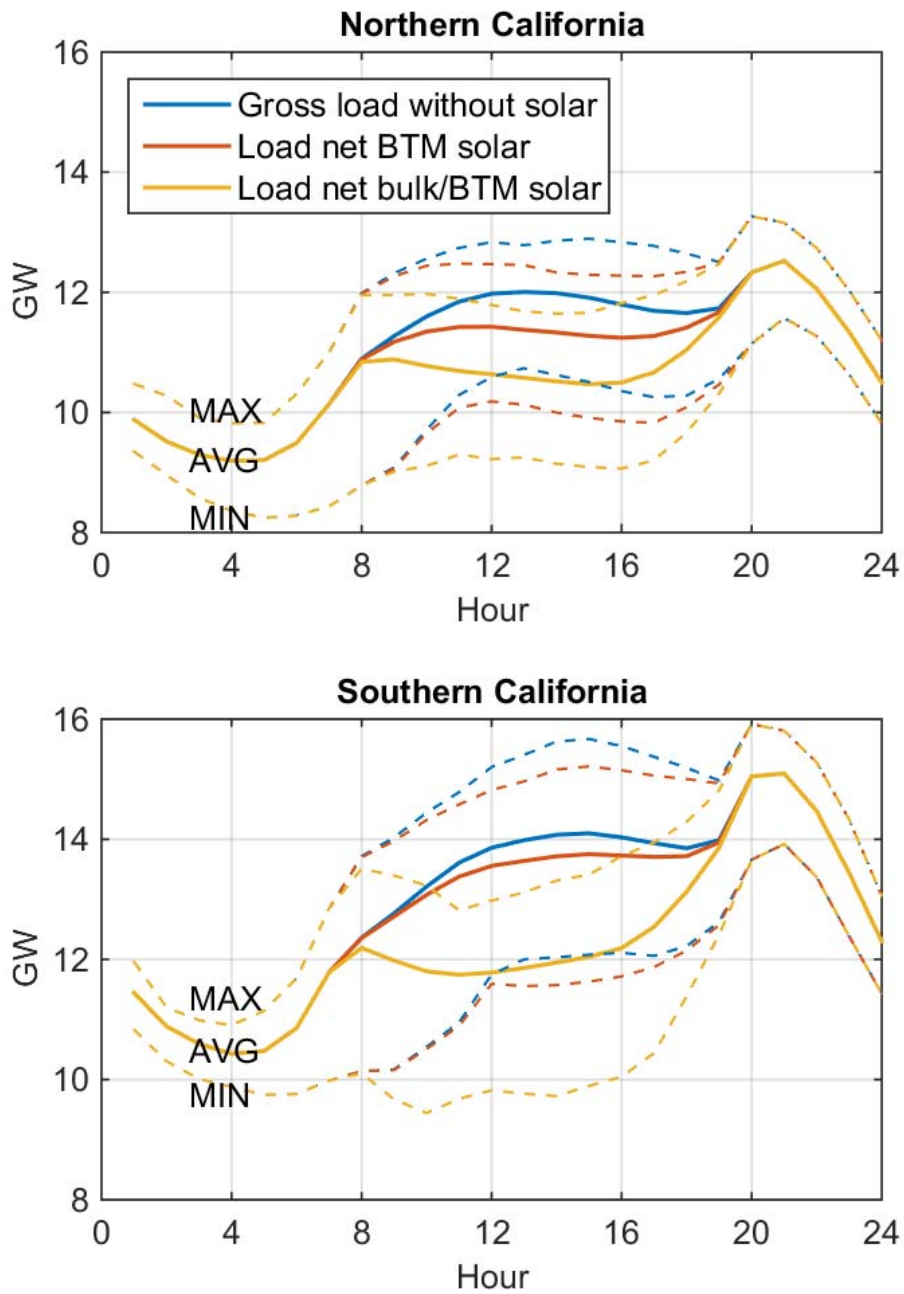 Northern California
16
14
12
10
8
GW
Gross load without solar
Load net BTM solar
Load net bulk/BTM solar
MAX
AVG
MIN
0 4 8 12 16 20 24
Hour
Southern California
16
14
12
10
8
GW
MAX
AVG
MIN
0 4 8 12 16 20 24
Hour